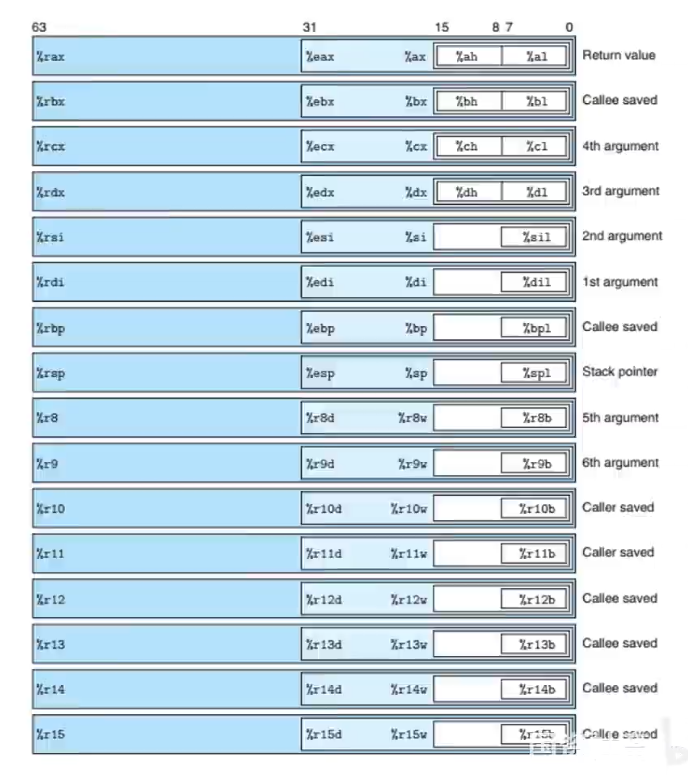 63 31 15 8 7 0
%rax %eax %ax %ah %al Return value
%rbx %ebx %bx %bh %bl Callee saved
%rcx %ecx %cx %ch %cl 4th argument
%rdx %edx %dx %dh %dl 3rd argument
%rsi %esi %si %sil 2nd argument
%rdi %edi %di %dil 1st argument
%rbp %ebp %bp %bpl Callee saved
%rsp %esp %sp %spl Stack pointer
%r8 %r8d %r8w %r8b 5th argument
%r9 %r9d %r9w %r9b 6th argument
%r10 %r10d %r10w %r10b Caller saved
%r11 %r11d %r11w %r11b Caller saved
%r12 %r12d %r12w %r12b Callee saved
%r13 %r13d %r13w %r13b Callee saved
%r14 %r14d %r14w %r14b Callee saved
%r15 %r15d %r15w %r15b Callee saved